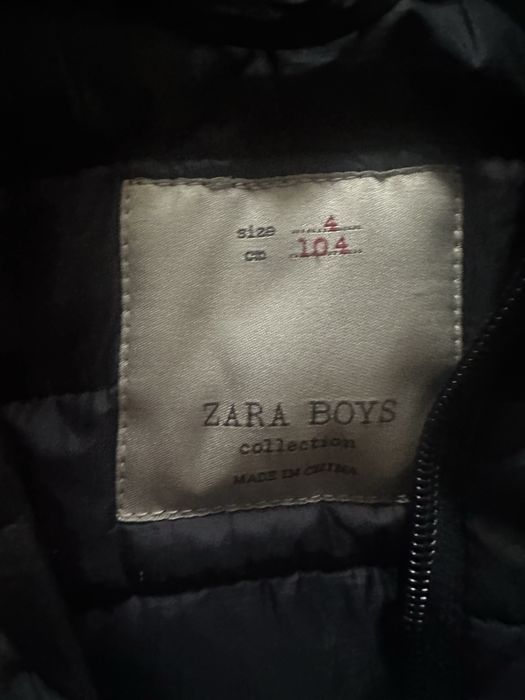 size 4
cm 104
ZARA BOYS
collection
MADE IN CHINA